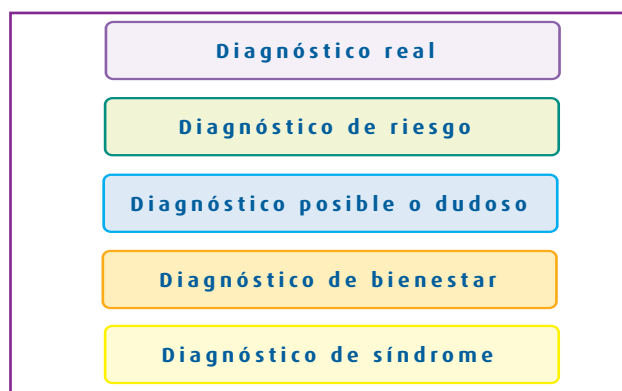 Diagnóstico real
Diagnóstico de riesgo
Diagnóstico posible o dudoso
Diagnóstico de bienestar
Diagnóstico de síndrome